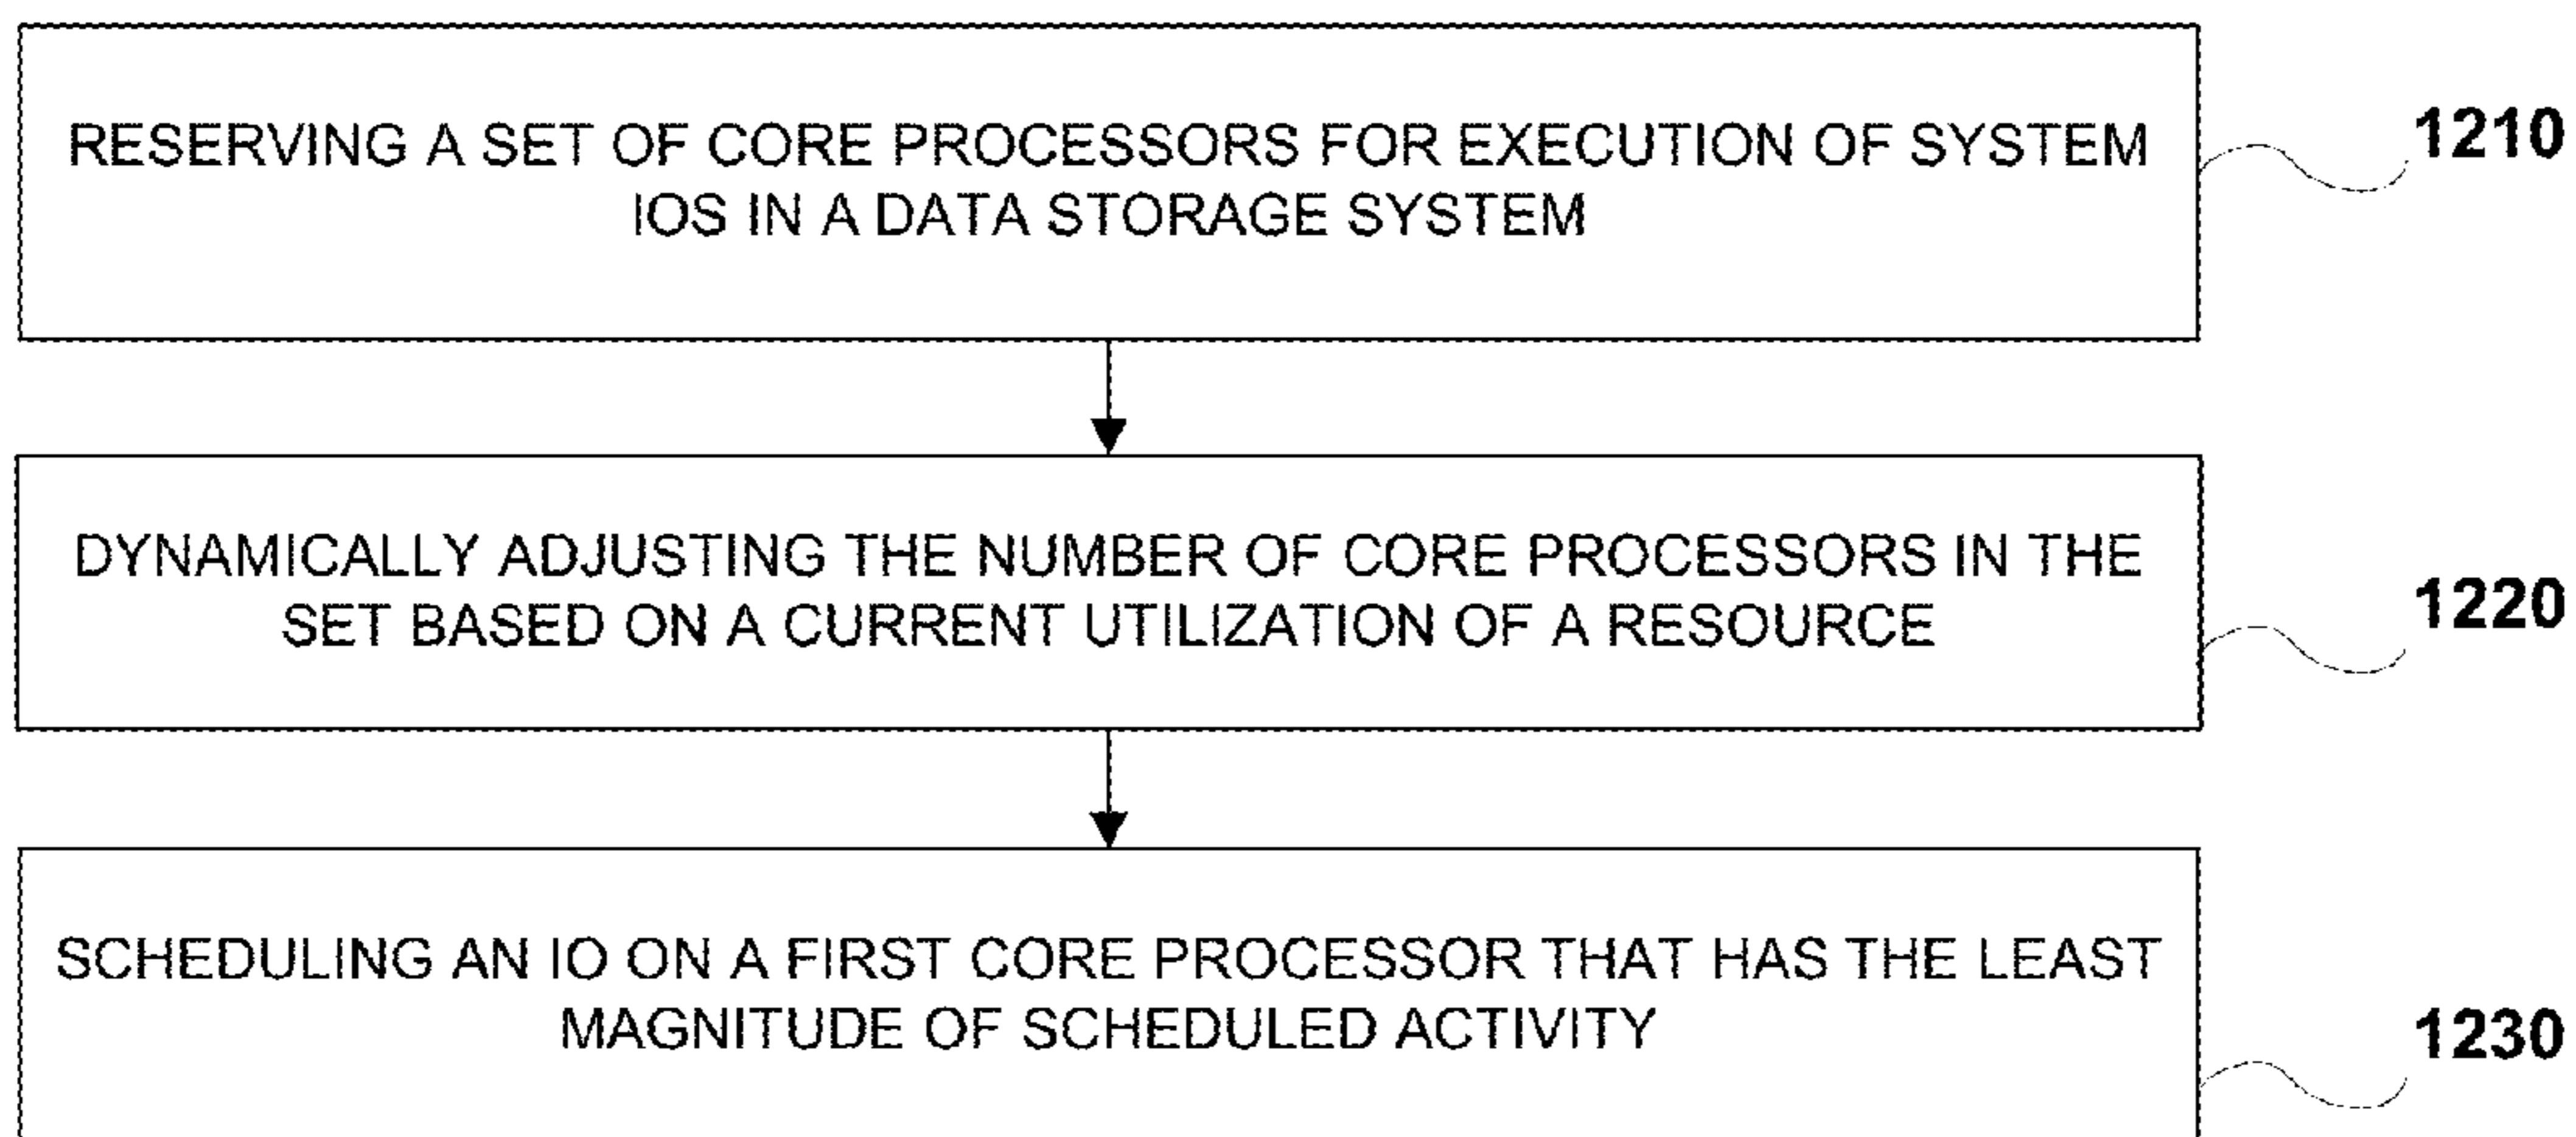 RESERVING A SET OF CORE PROCESSORS FOR EXECUTION OF SYSTEM
IOS IN A DATA STORAGE SYSTEM
1210
DYNAMICALLY ADJUSTING THE NUMBER OF CORE PROCESSORS IN THE
SET BASED ON A CURRENT UTILIZATION OF A RESOURCE
1220
SCHEDULING AN IO ON A FIRST CORE PROCESSOR THAT HAS THE LEAST
MAGNITUDE OF SCHEDULED ACTIVITY
1230